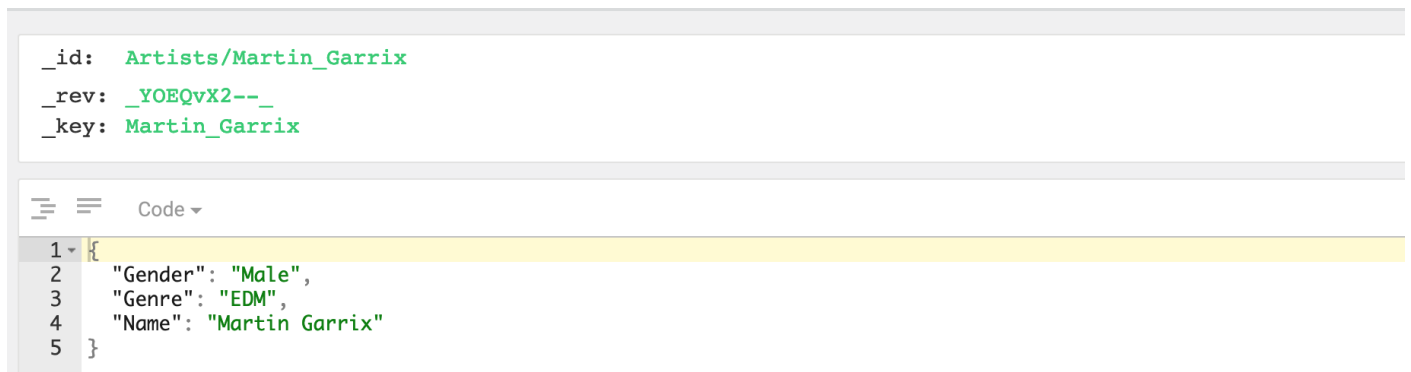 _id: Artists/Martin_Garrix
_rev: _YOEQvX2--_
_key: Martin_Garrix
Code
1 {
2 "Gender": "Male",
3 "Genre": "EDM",
4 "Name": "Martin Garrix"
5 }